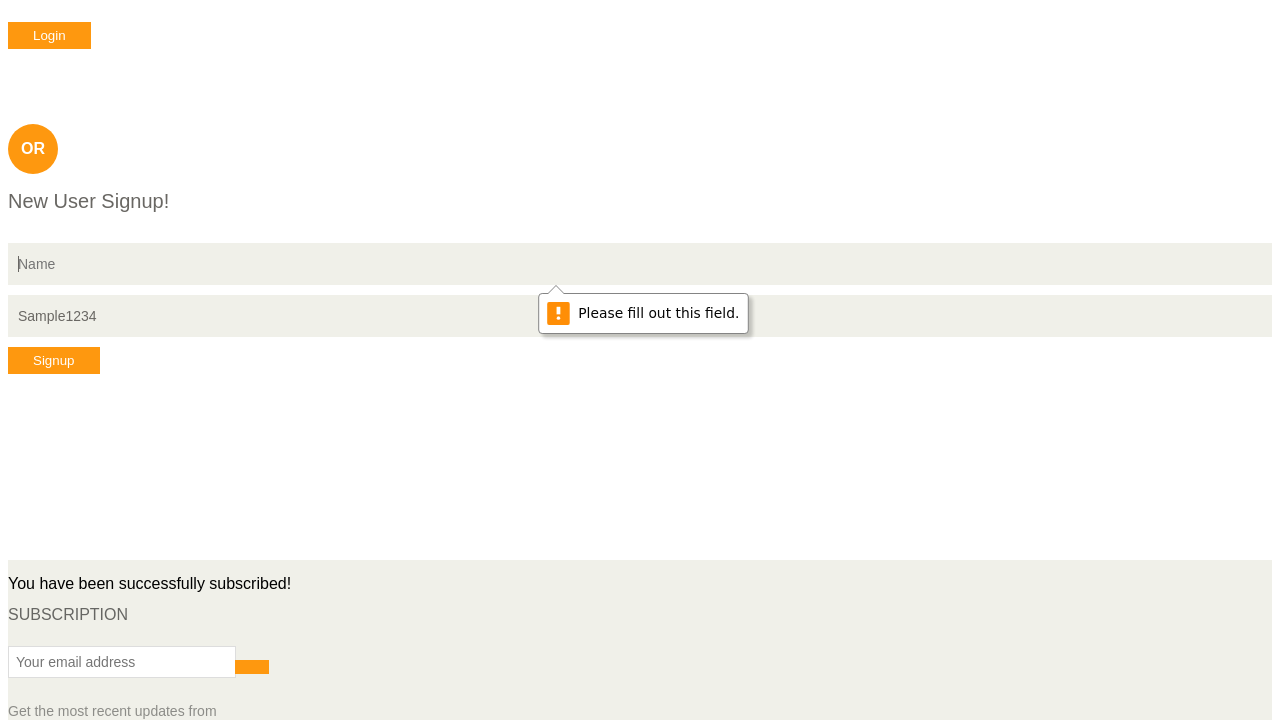 Login
OR
New User Signup!
Name
Please fill out this field.
Sample1234
Signup
You have been successfully subscribed!
SUBSCRIPTION
Your email address
Get the most recent updates from